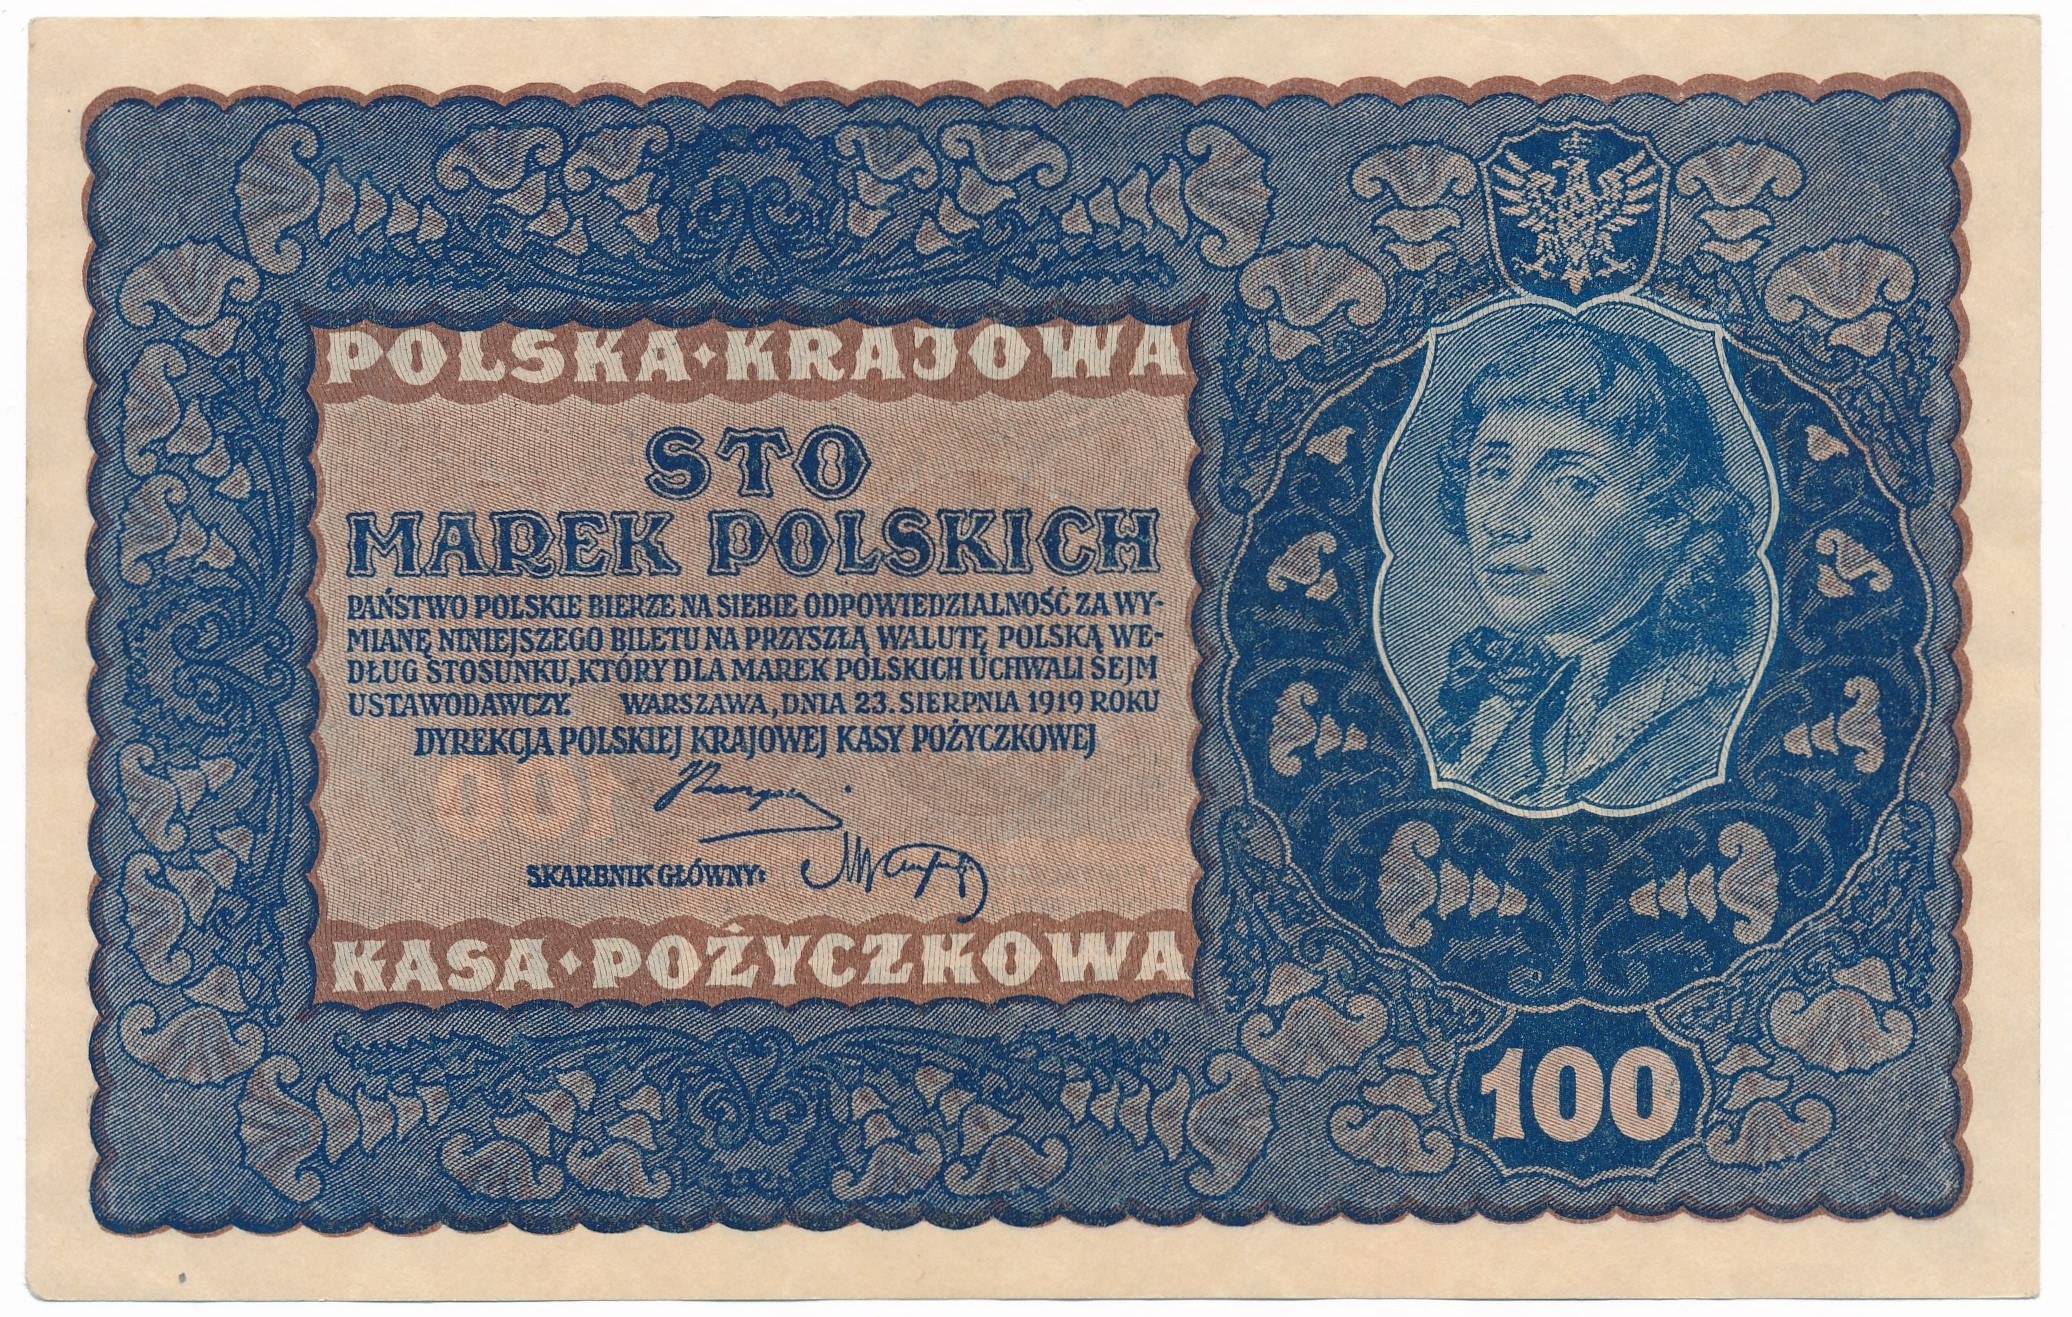 POLSKA·KRAJOWA
STO
MAREK POLSKICH
PAŃSTWO POLSKIE BIERZE NA SIEBIE ODPOWIEDZIALNOŚĆ ZA WY-
MIANĘ NINIEJSZEGO BILETU NA PRZYSZŁĄ WALUTĘ POLSKĄ WE-
DŁUG STOSUNKU, KTÓRY DLA MAREK POLSKICH UCHWALI SEJM
USTAWODAWCZY. WARSZAWA, DNIA 23. SIERPNIA 1919 ROKU
DYREKCJA POLSKIEJ KRAJOWEJ KASY POŻYCZKOWEJ
SKARBNIK GŁÓWNY:
KASA·POŻYCZKOWA
100